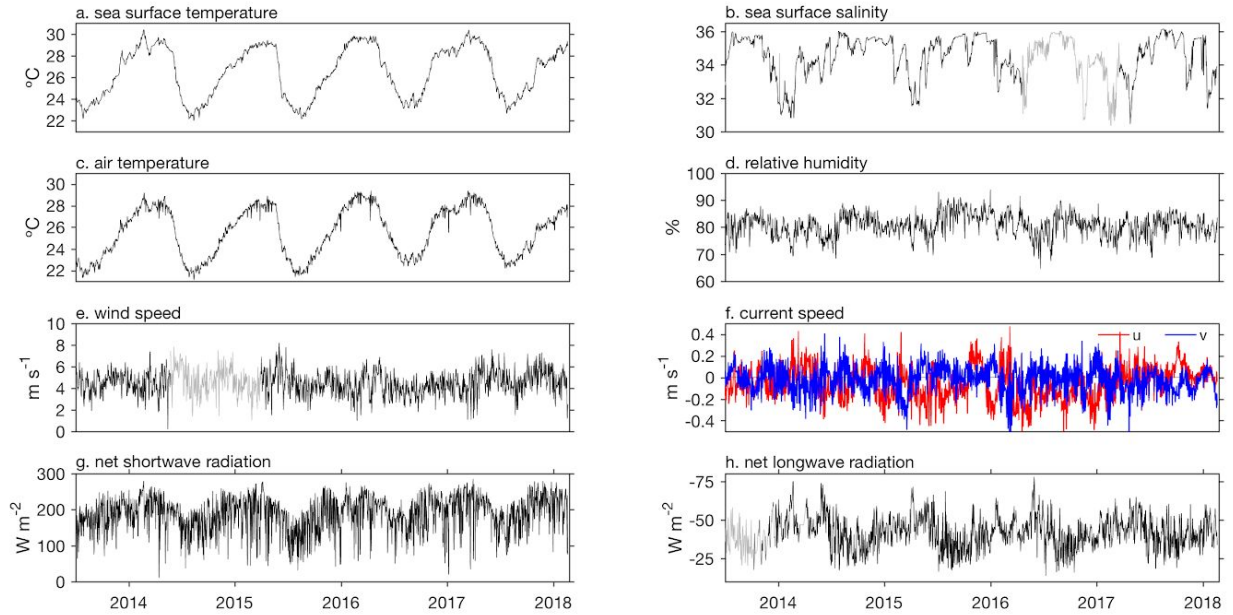 a. sea surface temperature
°C
30
28
26
24
22
b. sea surface salinity
36
34
32
30
c. air temperature
°C
30
28
26
24
22
d. relative humidity
%
100
90
80
70
60
e. wind speed
m s⁻¹
10
8
6
4
2
0
f. current speed
u v
m s⁻¹
0.4
0.2
0
-0.2
-0.4
g. net shortwave radiation
W m⁻²
300
200
100
0
2014 2015 2016 2017 2018
h. net longwave radiation
W m⁻²
-75
-50
-25
2014 2015 2016 2017 2018